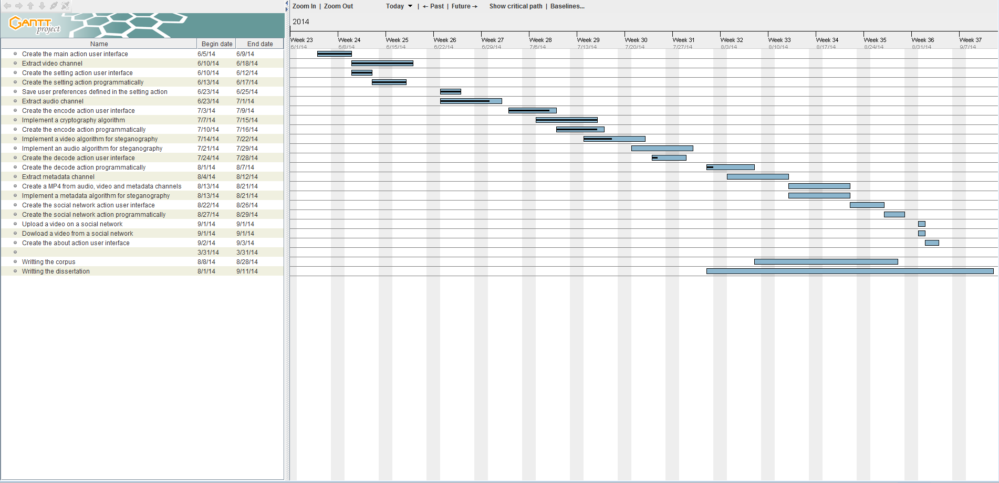 Zoom In | Zoom Out Today | ← Past | Future → Show critical path | Baselines...
GANTT project
2014
Week 23 Week 24 Week 25 Week 26 Week 27 Week 28 Week 29 Week 30 Week 31 Week 32 Week 33 Week 34 Week 35 Week 36 Week 37
6/1/14 6/8/14 6/15/14 6/22/14 6/29/14 7/6/14 7/13/14 7/20/14 7/27/14 8/3/14 8/10/14 8/17/14 8/24/14 8/31/14 9/7/14
Name Begin date End date
Create the main action user interface 6/5/14 6/9/14
Extract video channel 6/10/14 6/18/14
Create the setting action user interface 6/10/14 6/12/14
Create the setting action programmatically 6/13/14 6/17/14
Save user preferences defined in the setting action 6/23/14 6/25/14
Extract audio channel 6/23/14 7/1/14
Create the encode action user interface 7/3/14 7/9/14
Implement a cryptography algorithm 7/7/14 7/15/14
Create the encode action programmatically 7/10/14 7/16/14
Implement a video algorithm for steganography 7/14/14 7/22/14
Implement an audio algorithm for steganography 7/21/14 7/29/14
Create the decode action user interface 7/24/14 7/28/14
Create the decode action programmatically 8/1/14 8/7/14
Extract metadata channel 8/4/14 8/12/14
Create a MP4 from audio, video and metadata channels 8/13/14 8/21/14
Implement a metadata algorithm for steganography 8/13/14 8/21/14
Create the social network action user interface 8/22/14 8/26/14
Create the social network action programmatically 8/27/14 8/29/14
Upload a video on a social network 9/1/14 9/1/14
Dowload a video from a social network 9/1/14 9/1/14
Create the about action user interface 9/2/14 9/3/14
3/31/14 3/31/14
Writting the corpus 8/8/14 8/28/14
Writting the dissertation 8/1/14 9/11/14